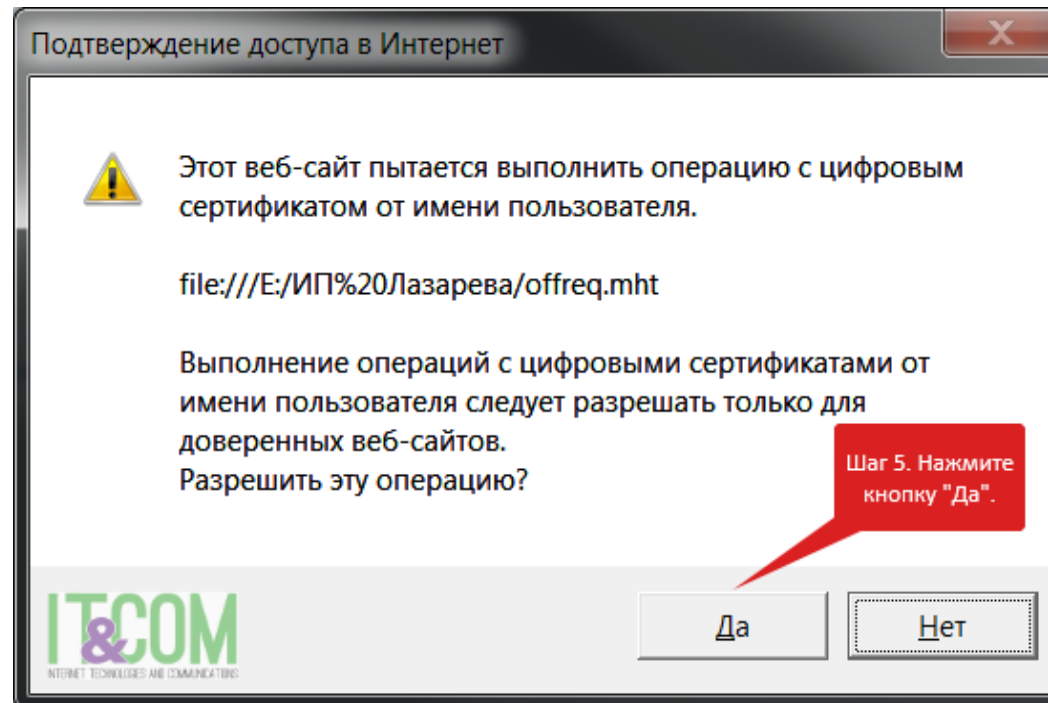 Подтверждение доступа в Интернет
X
Этот веб-сайт пытается выполнить операцию с цифровым
сертификатом от имени пользователя.
file:///E:/ИП%20Лазарева/offreq.mht
Выполнение операций с цифровыми сертификатами от
имени пользователя следует разрешать только для
доверенных веб-сайтов.
Разрешить эту операцию?
Шаг 5. Нажмите
кнопку "Да".
IT&COM
INTERNET TECHNOLOGIES AND COMMUNICATIONS
Да
Нет